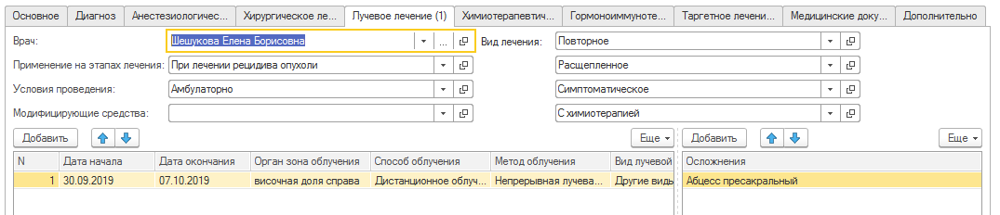 Основное Диагноз Анестезиологичес... Хирургическое ле... Лучевое лечение (1) Химиотерапевтич... Гормоноиммуноте... Таргетное лечени... Медицинские доку... Дополнительно
Врач: Шешукова Елена Борисовна ... Вид лечения: Повторное
Применение на этапах лечения: При лечении рецидива опухоли Расщепленное
Условия проведения: Амбулаторно Симптоматическое
Модифицирующие средства: С химиотерапией
Добавить Еще Добавить Еще
N Дата начала Дата окончания Орган зона облучения Способ облучения Метод облучения Вид лучевой Осложнения
1 30.09.2019 07.10.2019 височная доля справа Дистанционное облуч... Непрерывная лучева... Другие виды Абцесс пресакральный